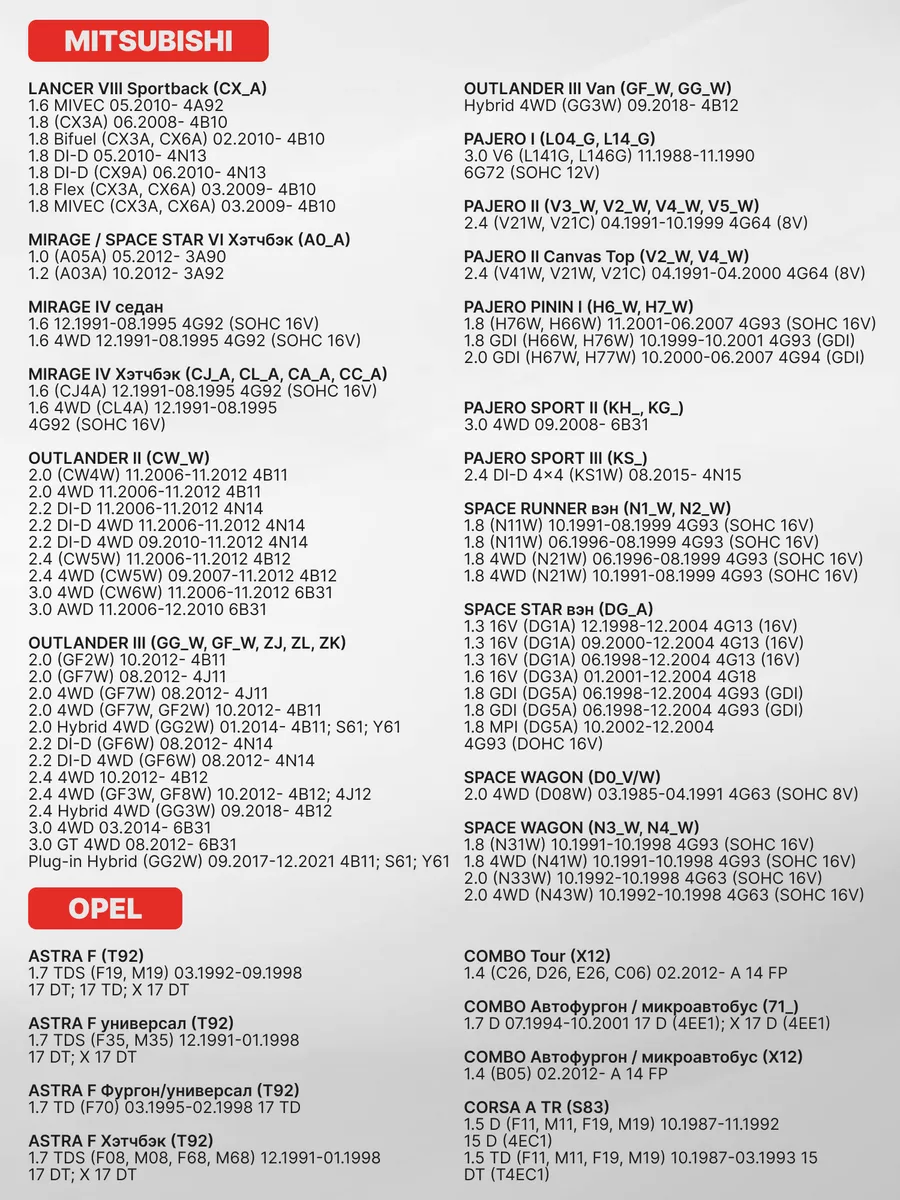 MITSUBISHI
LANCER VIII Sportback (CX_A)
1.6 MIVEC 05.2010- 4A92
1.8 (CX3A) 06.2008- 4B10
1.8 Bifuel (CX3A, CX6A) 02.2010- 4B10
1.8 DI-D 05.2010- 4N13
1.8 DI-D (CX9A) 06.2010- 4N13
1.8 Flex (CX3A, CX6A) 03.2009- 4B10
1.8 MIVEC (CX3A, CX6A) 03.2009- 4B10
MIRAGE / SPACE STAR VI Хэтчбэк (A0_A)
1.0 (A05A) 05.2012- 3A90
1.2 (A03A) 10.2012- 3A92
MIRAGE IV седан
1.6 12.1991-08.1995 4G92 (SOHC 16V)
1.6 4WD 12.1991-08.1995 4G92 (SOHC 16V)
MIRAGE IV Хэтчбэк (CJ_A, CL_A, CA_A, CC_A)
1.6 (CJ4A) 12.1991-08.1995 4G92 (SOHC 16V)
1.6 4WD (CL4A) 12.1991-08.1995
4G92 (SOHC 16V)
OUTLANDER II (CW_W)
2.0 (CW4W) 11.2006-11.2012 4B11
2.0 4WD 11.2006-11.2012 4B11
2.2 DI-D 11.2006-11.2012 4N14
2.2 DI-D 4WD 11.2006-11.2012 4N14
2.2 DI-D 4WD 09.2010-11.2012 4N14
2.4 (CW5W) 11.2006-11.2012 4B12
2.4 4WD (CW5W) 09.2007-11.2012 4B12
3.0 4WD (CW6W) 11.2006-11.2012 6B31
3.0 AWD 11.2006-12.2010 6B31
OUTLANDER III (GG_W, GF_W, ZJ, ZL, ZK)
2.0 (GF2W) 10.2012- 4B11
2.0 (GF7W) 08.2012- 4J11
2.0 4WD (GF7W) 08.2012- 4J11
2.0 4WD (GF7W, GF2W) 10.2012- 4B11
2.0 Hybrid 4WD (GG2W) 01.2014- 4B11; S61; Y61
2.2 DI-D (GF6W) 08.2012- 4N14
2.2 DI-D 4WD (GF6W) 08.2012- 4N14
2.4 4WD 10.2012- 4B12
2.4 4WD (GF3W, GF8W) 10.2012- 4B12; 4J12
2.4 Hybrid 4WD (GG3W) 09.2018- 4B12
3.0 4WD 03.2014- 6B31
3.0 GT 4WD 08.2012- 6B31
Plug-in Hybrid (GG2W) 09.2017-12.2021 4B11; S61; Y61
OUTLANDER III Van (GF_W, GG_W)
Hybrid 4WD (GG3W) 09.2018- 4B12
PAJERO I (L04_G, L14_G)
3.0 V6 (L141G, L146G) 11.1988-11.1990
6G72 (SOHC 12V)
PAJERO II (V3_W, V2_W, V4_W, V5_W)
2.4 (V21W, V21C) 04.1991-10.1999 4G64 (8V)
PAJERO II Canvas Top (V2_W, V4_W)
2.4 (V41W, V21W, V21C) 04.1991-04.2000 4G64 (8V)
PAJERO PININ I (H6_W, H7_W)
1.8 (H76W, H66W) 11.2001-06.2007 4G93 (SOHC 16V)
1.8 GDI (H66W, H76W) 10.1999-10.2001 4G93 (GDI)
2.0 GDI (H67W, H77W) 10.2000-06.2007 4G94 (GDI)
PAJERO SPORT II (KH_, KG_)
3.0 4WD 09.2008- 6B31
PAJERO SPORT III (KS_)
2.4 DI-D 4×4 (KS1W) 08.2015- 4N15
SPACE RUNNER вэн (N1_W, N2_W)
1.8 (N11W) 10.1991-08.1999 4G93 (SOHC 16V)
1.8 (N11W) 06.1996-08.1999 4G93 (SOHC 16V)
1.8 4WD (N21W) 06.1996-08.1999 4G93 (SOHC 16V)
1.8 4WD (N21W) 10.1991-08.1999 4G93 (SOHC 16V)
SPACE STAR вэн (DG_A)
1.3 16V (DG1A) 12.1998-12.2004 4G13 (16V)
1.3 16V (DG1A) 09.2000-12.2004 4G13 (16V)
1.3 16V (DG1A) 06.1998-12.2004 4G13 (16V)
1.6 16V (DG3A) 01.2001-12.2004 4G18
1.8 GDI (DG5A) 06.1998-12.2004 4G93 (GDI)
1.8 GDI (DG5A) 06.1998-12.2004 4G93 (GDI)
1.8 MPI (DG5A) 10.2002-12.2004
4G93 (DOHC 16V)
SPACE WAGON (D0_V/W)
2.0 4WD (D08W) 03.1985-04.1991 4G63 (SOHC 8V)
SPACE WAGON (N3_W, N4_W)
1.8 (N31W) 10.1991-10.1998 4G93 (SOHC 16V)
1.8 4WD (N41W) 10.1991-10.1998 4G93 (SOHC 16V)
2.0 (N33W) 10.1992-10.1998 4G63 (SOHC 16V)
2.0 4WD (N43W) 10.1992-10.1998 4G63 (SOHC 16V)
OPEL
ASTRA F (T92)
1.7 TDS (F19, M19) 03.1992-09.1998
17 DT; 17 TD; X 17 DT
ASTRA F универсал (T92)
1.7 TDS (F35, M35) 12.1991-01.1998
17 DT; X 17 DT
ASTRA F Фургон/универсал (T92)
1.7 TD (F70) 03.1995-02.1998 17 TD
ASTRA F Хэтчбэк (T92)
1.7 TDS (F08, M08, F68, M68) 12.1991-01.1998
17 DT; X 17 DT
COMBO Tour (X12)
1.4 (C26, D26, E26, C06) 02.2012- A 14 FP
COMBO Автофургон / микроавтобус (71_)
1.7 D 07.1994-10.2001 17 D (4EE1); X 17 D (4EE1)
COMBO Автофургон / микроавтобус (X12)
1.4 (B05) 02.2012- A 14 FP
CORSA A TR (S83)
1.5 D (F11, M11, F19, M19) 10.1987-11.1992
15 D (4EC1)
1.5 TD (F11, M11, F19, M19) 10.1987-03.1993 15
DT (T4EC1)